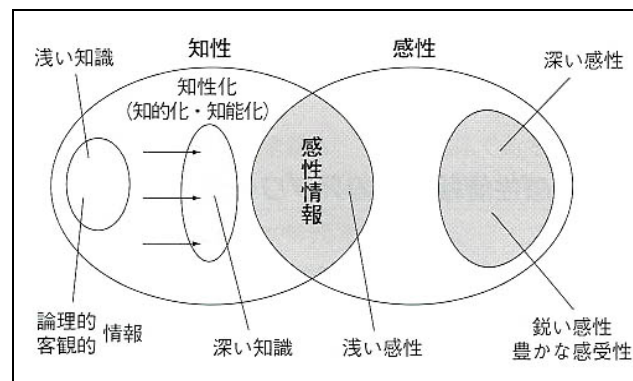 知性
感性
浅い知識
深い感性
知性化
(知的化・知能化)
感性情報
論理的
客観的
情報
深い知識
浅い感性
鋭い感性
豊かな感受性